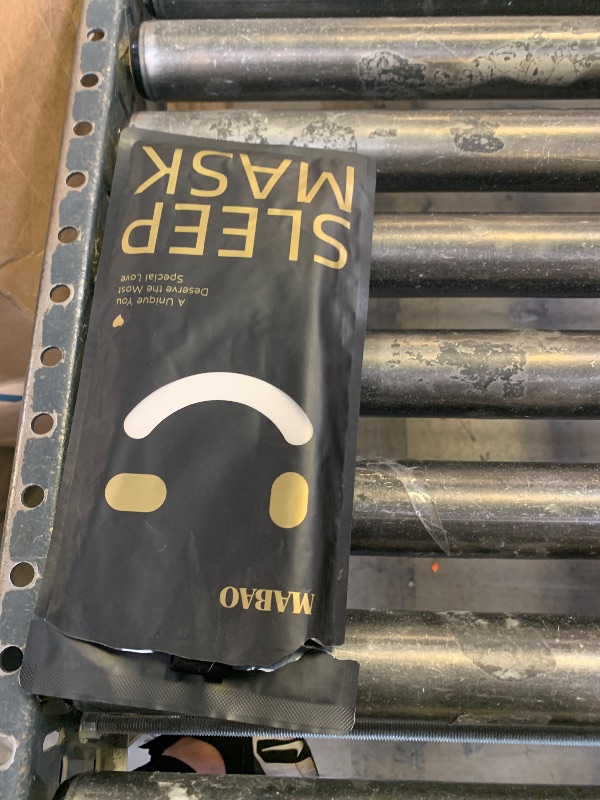 MABAO
A Unique You
Deserve the Most
Special Love
SLEEP
MASK